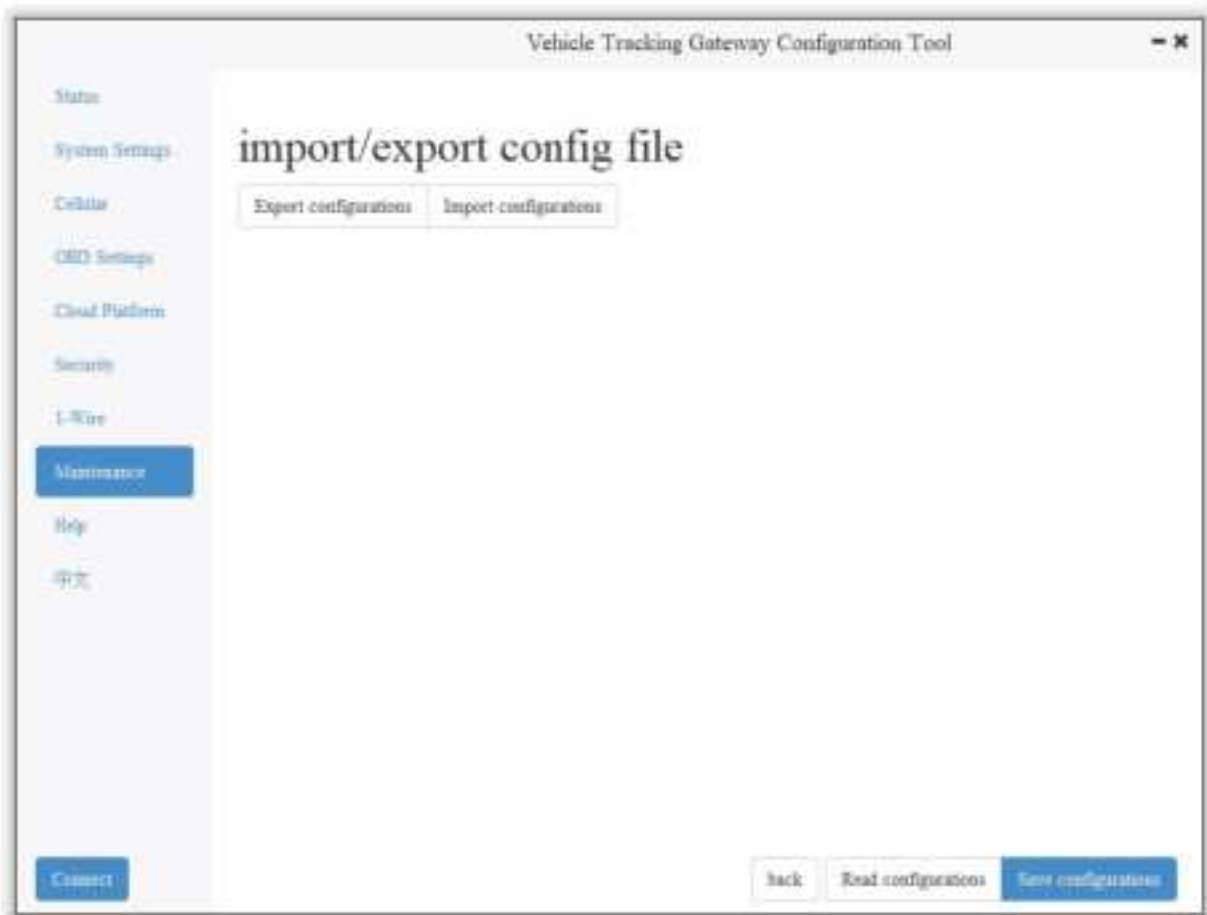 Vehicle Tracking Gateway Configuration Tool
Status
System Settings
Cellular
OBD Settings
Cloud Platform
Security
1-Wire
Maintenance
Help
中文
import/export config file
Export configurations Import configurations
Connect
back Read configurations Save configurations